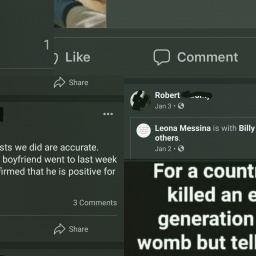 1
Like
Comment
Share
Robert
Jan 3 •
Leona Messina is with Billy
others.
Jan 2 •
sts we did are accurate.
boyfriend went to last week
firmed that he is positive for
3 Comments
Share
For a count
killed an e
generation
womb but tell